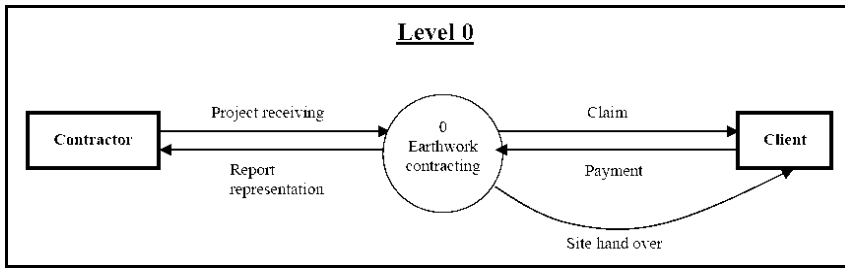 Level 0
Project receiving
Claim
Contractor
0
Earthwork
contracting
Client
Report
representation
Payment
Site hand over